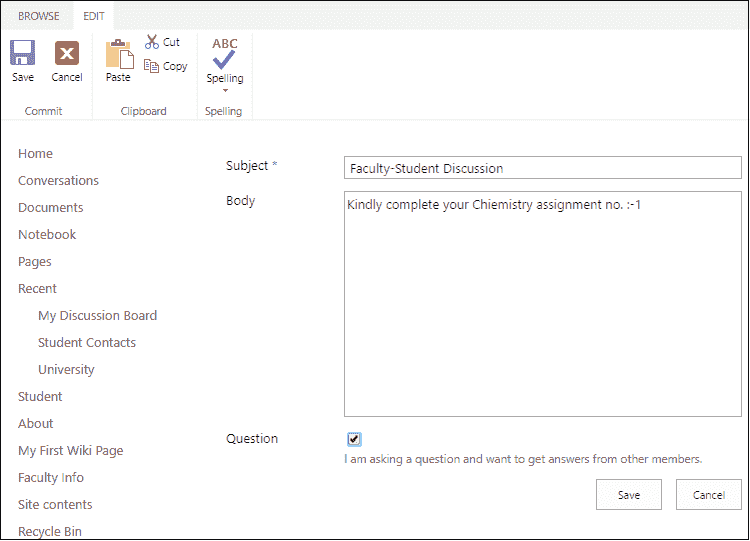 BROWSE EDIT
Save Cancel Paste Cut Copy ABC Spelling
Commit Clipboard Spelling
Home
Conversations
Documents
Notebook
Pages
Recent
My Discussion Board
Student Contacts
University
Student
About
My First Wiki Page
Faculty Info
Site contents
Recycle Bin
Subject * Faculty-Student Discussion
Body Kindly complete your Chiemistry assignment no. :-1
Question
I am asking a question and want to get answers from other members.
Save Cancel